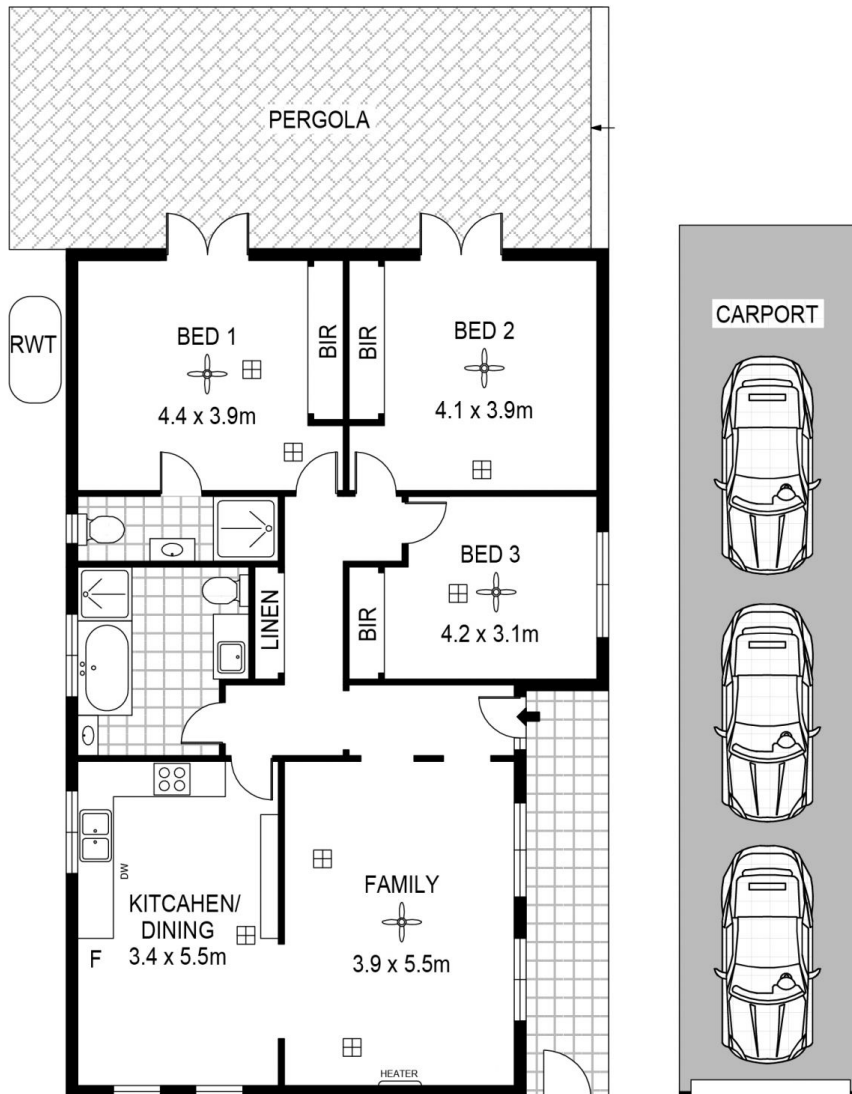 PERGOLA
RWT
BED 1
4.4 x 3.9m
BIR
BIR
BED 2
4.1 x 3.9m
CARPORT
BED 3
4.2 x 3.1m
BIR
LINEN
KITCAHEN/
DINING
3.4 x 5.5m
DW
F
FAMILY
3.9 x 5.5m
HEATER